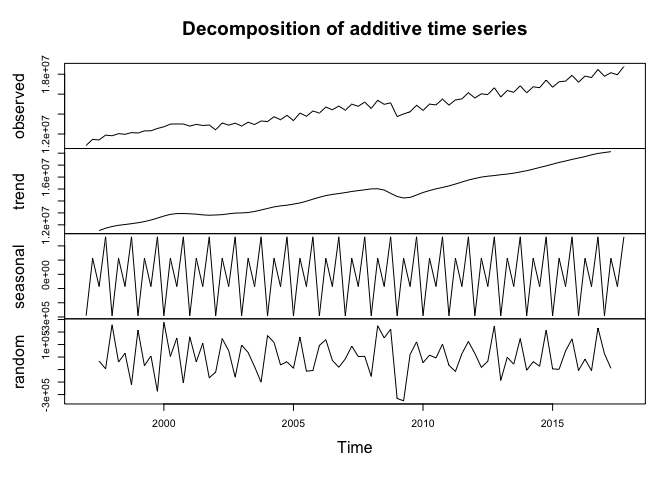 Decomposition of additive time series
observed
1.2e+07 1.8e+07
trend
1.2e+07 1.6e+07
seasonal
0e+00
random
-3e+05 1e+05
2000 2005 2010 2015
Time